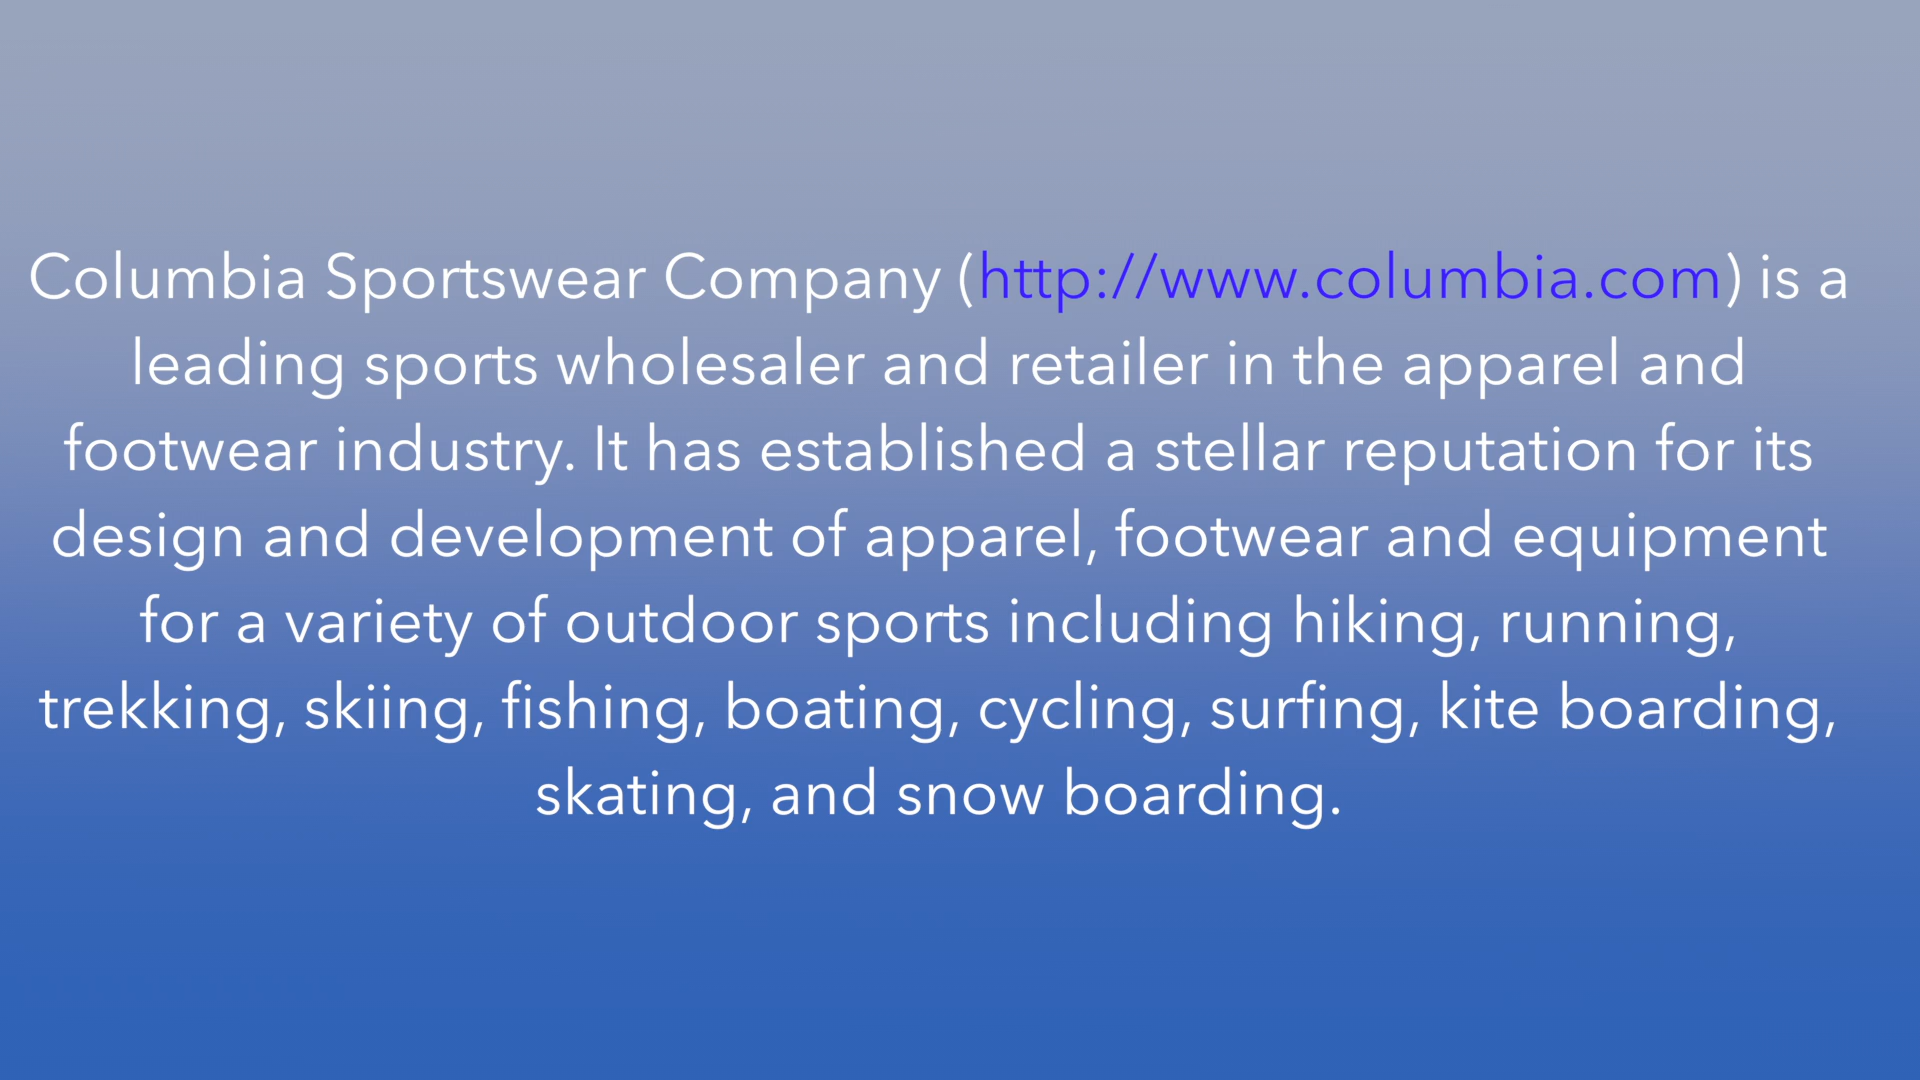 Columbia Sportswear Company (http://www.columbia.com) is a
leading sports wholesaler and retailer in the apparel and
footwear industry. It has established a stellar reputation for its
design and development of apparel, footwear and equipment
for a variety of outdoor sports including hiking, running,
trekking, skiing, fishing, boating, cycling, surfing, kite boarding,
skating, and snow boarding.